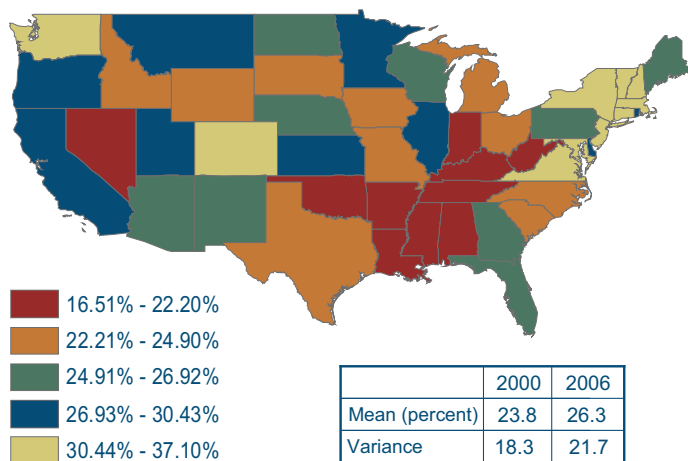 16.51% - 22.20%
22.21% - 24.90%
24.91% - 26.92%
26.93% - 30.43%
30.44% - 37.10%
2000 2006
Mean (percent) 23.8 26.3
Variance 18.3 21.7